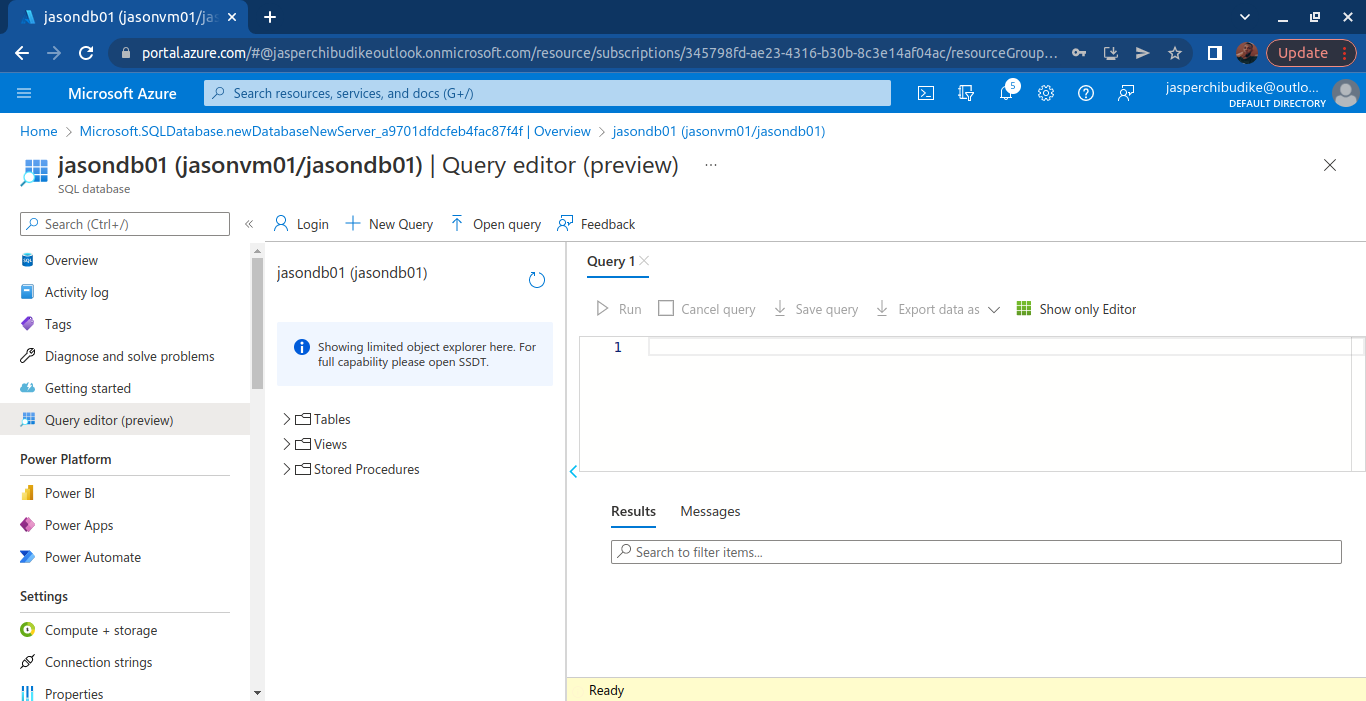 jasondb01 (jasonvm01/jas
portal.azure.com/#@jasperchibudikeoutlook.onmicrosoft.com/resource/subscriptions/345798fd-ae23-4316-b30b-8c3e14af04ac/resourceGroup...
Update
Microsoft Azure
Search resources, services, and docs (G+/)
5
jasperchibudike@outlo...
DEFAULT DIRECTORY
Home > Microsoft.SQLDatabase.newDatabaseNewServer_a9701dfdcfeb4fac87f4f | Overview > jasondb01 (jasonvm01/jasondb01)
jasondb01 (jasonvm01/jasondb01) | Query editor (preview) ...
SQL database
Search (Ctrl+/)
«
Login
New Query
Open query
Feedback
Overview
Activity log
Tags
Diagnose and solve problems
Getting started
Query editor (preview)
Power Platform
Power BI
Power Apps
Power Automate
Settings
Compute + storage
Connection strings
Properties
jasondb01 (jasondb01)
Showing limited object explorer here. For
full capability please open SSDT.
Tables
Views
Stored Procedures
Query 1
Run
Cancel query
Save query
Export data as
Show only Editor
1
Results
Messages
Search to filter items...
Ready